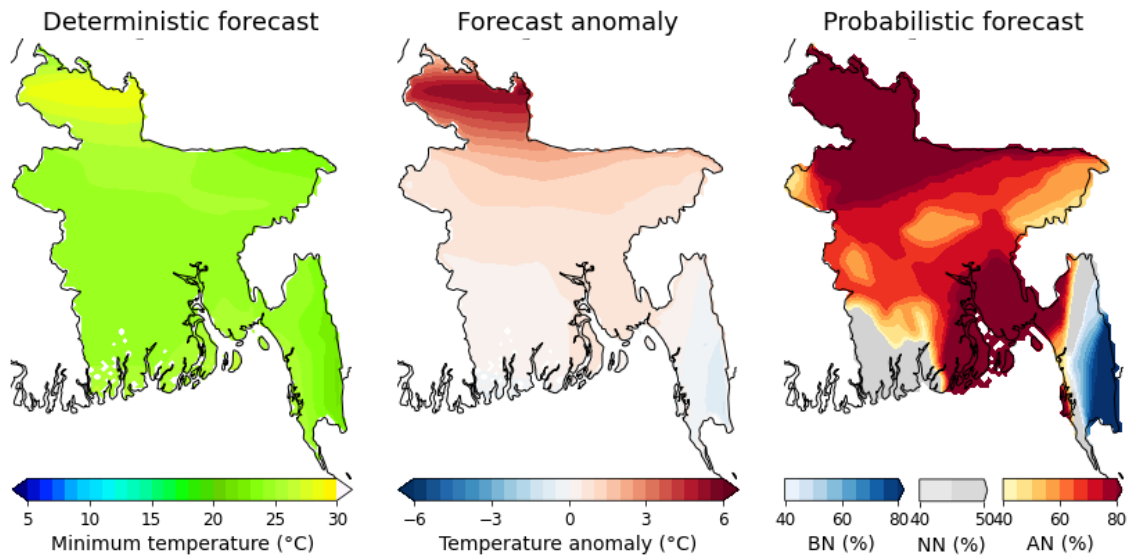 Deterministic forecast
Forecast anomaly
Probabilistic forecast
5 10 15 20 25 30
Minimum temperature (°C)
−6 −3 0 3 6
Temperature anomaly (°C)
40 60 80
BN (%)
40 50
NN (%)
40 60 80
AN (%)